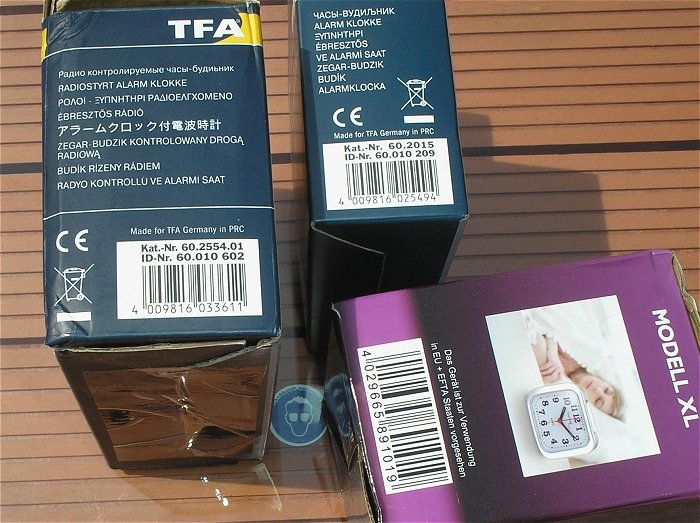 TFA
Радио контролируемые часы-будильник
RADIOSTYRT ALARM KLOKKE
ΡΟΛΟΙ - ΞΥΠΝΗΤΗΡΙ ΡΑΔΙΟΕΛΓΧΟΜΕΝΟ
ÉBRESZTŐS RÁDIÓ
アラームクロック付電波時計
ZEGAR-BUDZIK KONTROLOWANY DROGĄ
RADIOWĄ
BUDÍK RÍZENÝ RÁDIEM
RADYO KONTROLLÜ VE ALARMI SAAT
CE
Made for TFA Germany in PRC
Kat.-Nr. 60.2554.01
ID-Nr. 60.010 602
4 009816 033611
ЧАСЫ-БУДИЛЬНИК
ALARM KLOKKE
ΞΥΠΝΗΤΗΡΙ
ÉBRESZTŐS
VE ALARMI SAAT
ZEGAR-BUDZIK
BUDÍK
ALARMKLOCKA
CE
Made for TFA Germany in PRC
Kat.-Nr. 60.2015
ID-Nr. 60.010 209
4 009816 025494
MODELL XL
Das Gerät ist zur Verwendung
in EU + EFTA Staaten vorgesehen
4 029665 891019